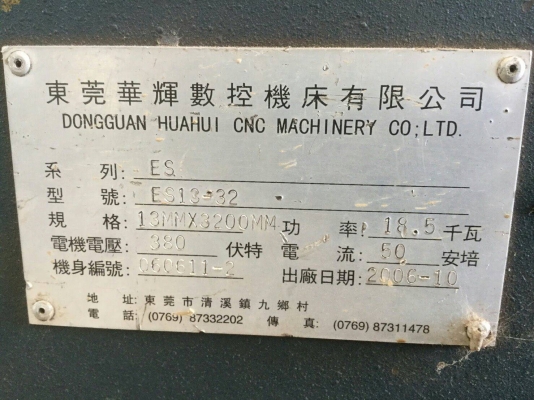 東莞華輝數控機床有限公司
DONGGUAN HUAHUI CNC MACHINERY CO;LTD.
系 列: ES
型 號: ES13-32
規 格: 13MMX3200MM 功 率: 18.5 千瓦
電機電壓: 380 伏特 電 流: 50 安培
機身編號: 060611-2 出廠日期: 2006-10
地 址: 東莞市清溪鎮九鄉村
電 話: (0769) 87332202 傳 真: (0769) 87311478